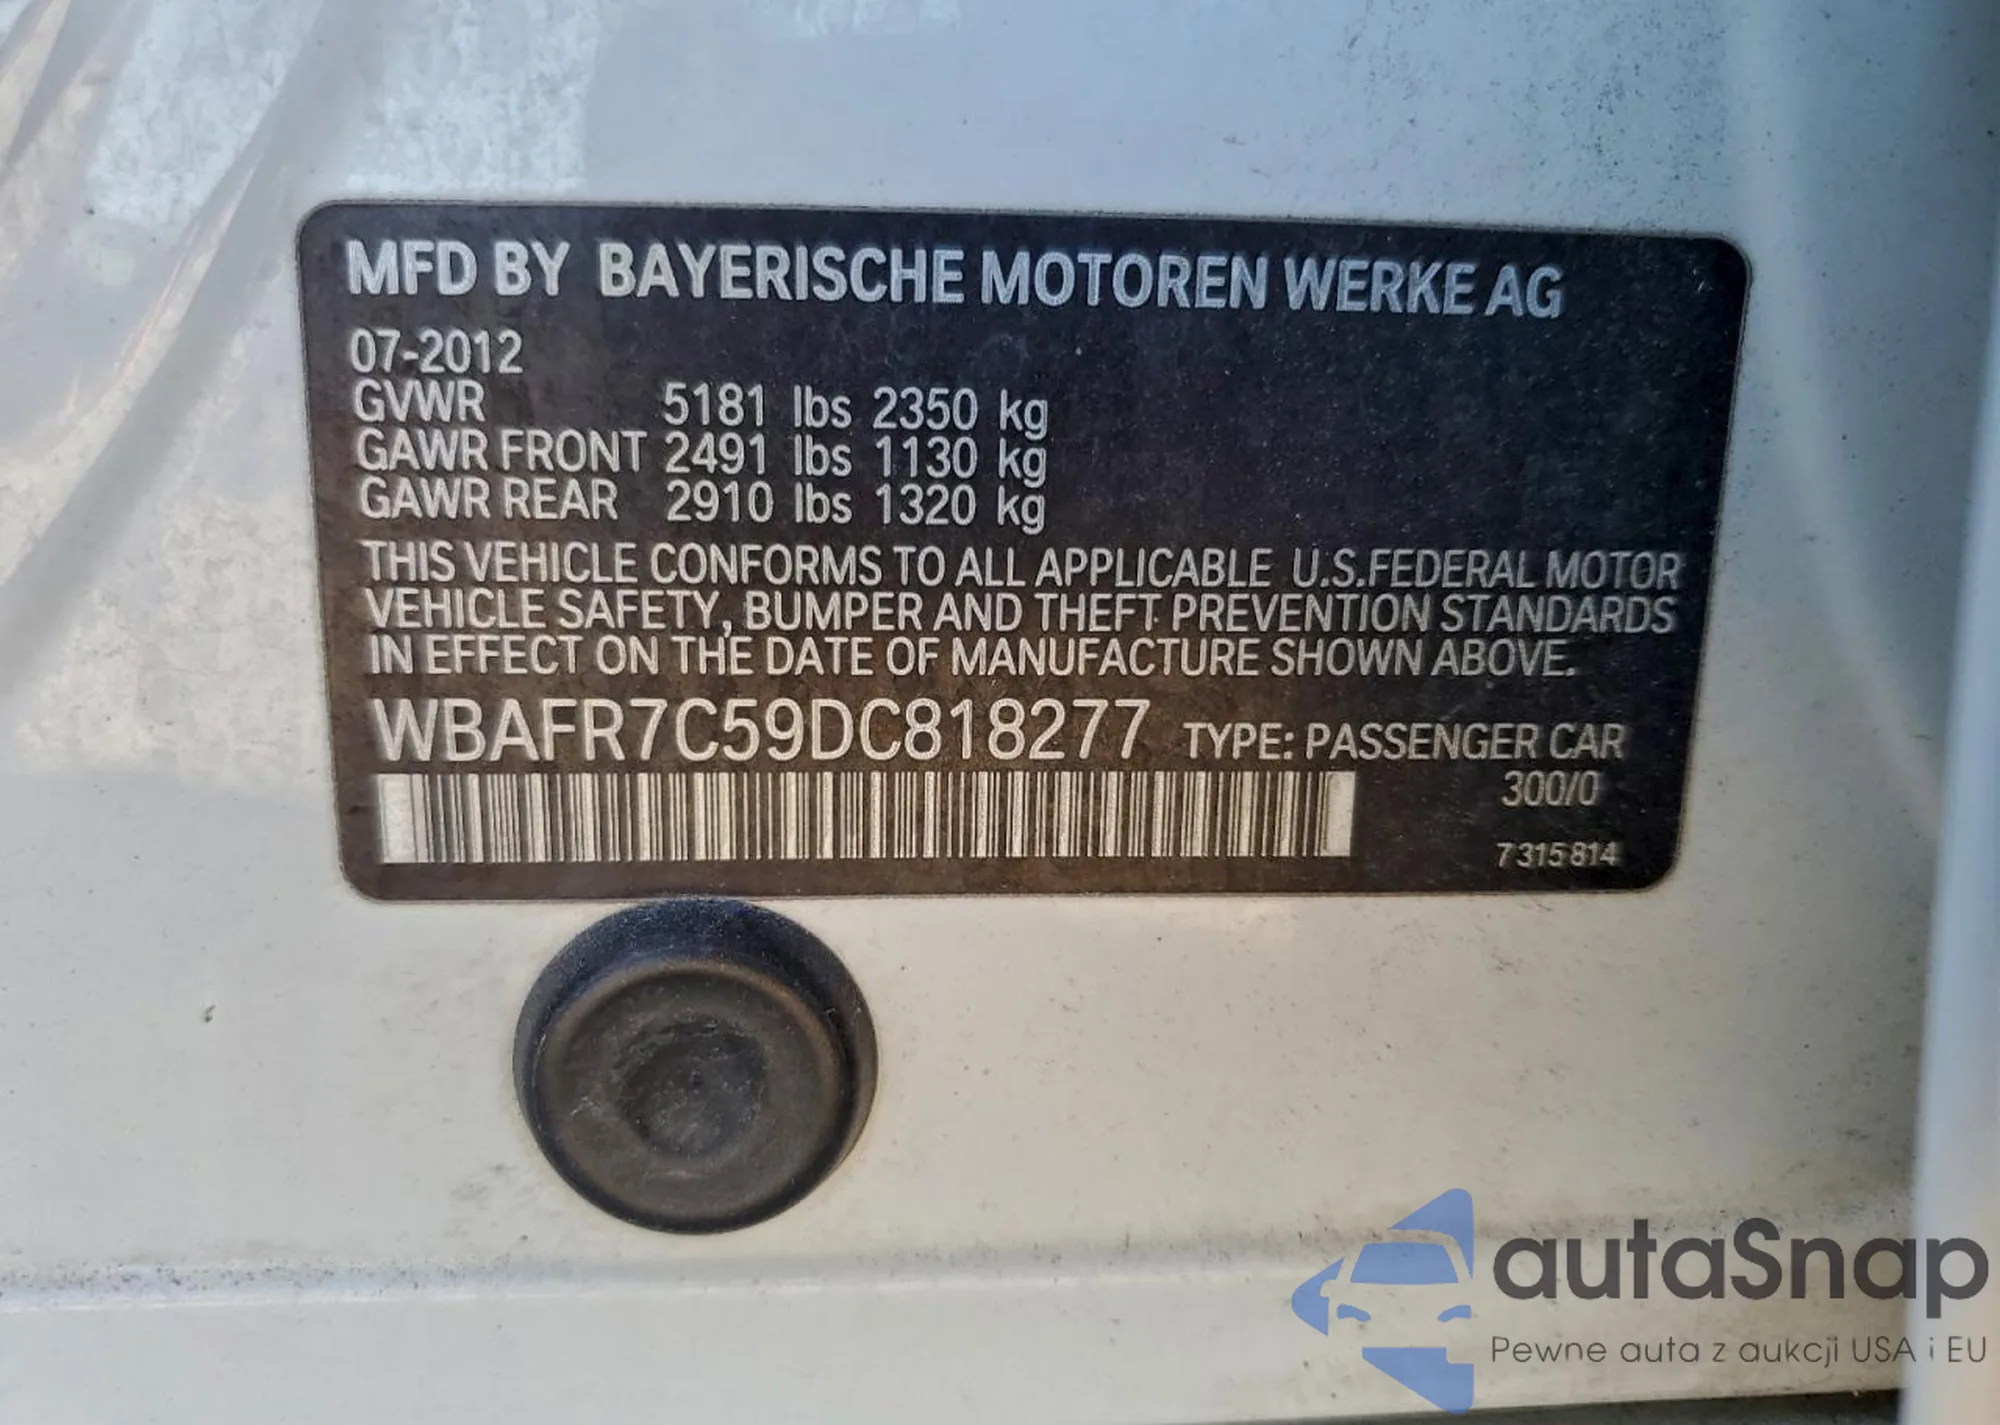 MFD BY BAYERISCHE MOTOREN WERKE AG
07-2012
GVWR 5181 lbs 2350 kg
GAWR FRONT 2491 lbs 1130 kg
GAWR REAR 2910 lbs 1320 kg
THIS VEHICLE CONFORMS TO ALL APPLICABLE U.S.FEDERAL MOTOR
VEHICLE SAFETY, BUMPER AND THEFT PREVENTION STANDARDS
IN EFFECT ON THE DATE OF MANUFACTURE SHOWN ABOVE.
WBAFR7C59DC818277 TYPE: PASSENGER CAR
300/0
7 315 814
autaSnap
Pewne auta z aukcji USA i EU